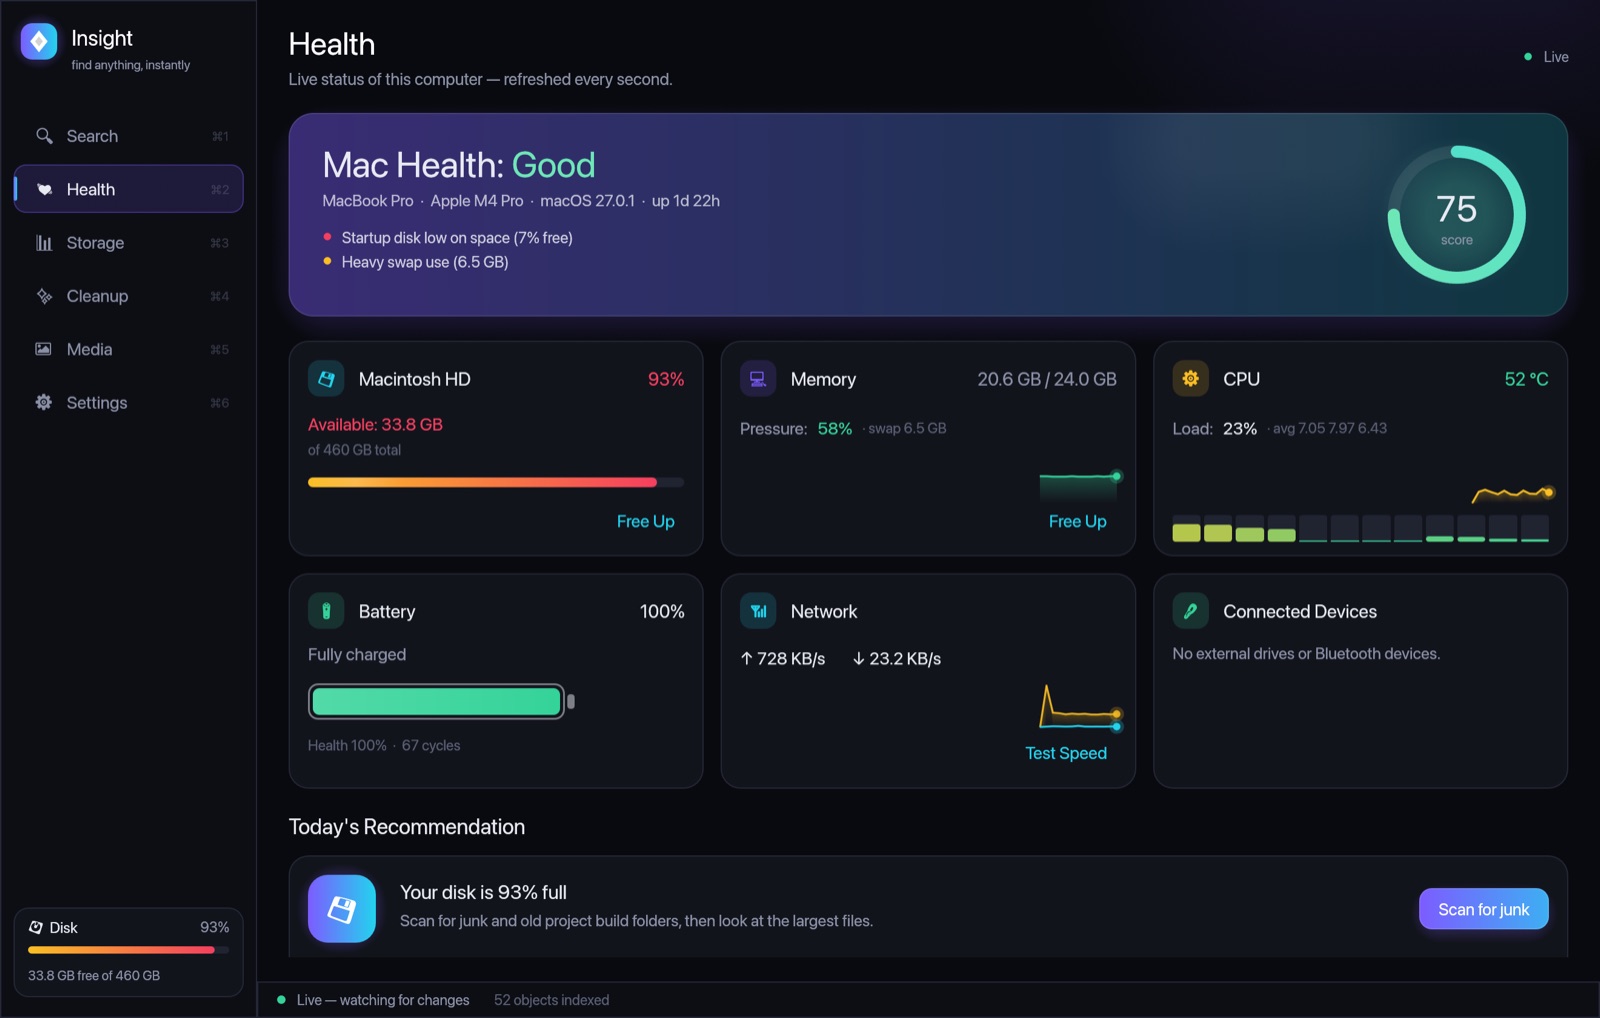 Insight
find anything, instantly
Search ⌘1
Health ⌘2
Storage ⌘3
Cleanup ⌘4
Media ⌘5
Settings ⌘6
Disk 93%
33.8 GB free of 460 GB
Health
Live status of this computer — refreshed every second.
Live
Mac Health: Good
MacBook Pro · Apple M4 Pro · macOS 27.0.1 · up 1d 22h
Startup disk low on space (7% free)
Heavy swap use (6.5 GB)
75
score
Macintosh HD 93%
Available: 33.8 GB
of 460 GB total
Free Up
Memory 20.6 GB / 24.0 GB
Pressure: 58% · swap 6.5 GB
Free Up
CPU 52 °C
Load: 23% · avg 7.05 7.97 6.43
Battery 100%
Fully charged
Health 100% · 67 cycles
Network
↑ 728 KB/s ↓ 23.2 KB/s
Test Speed
Connected Devices
No external drives or Bluetooth devices.
Today's Recommendation
Your disk is 93% full
Scan for junk and old project build folders, then look at the largest files.
Scan for junk
Live — watching for changes 52 objects indexed